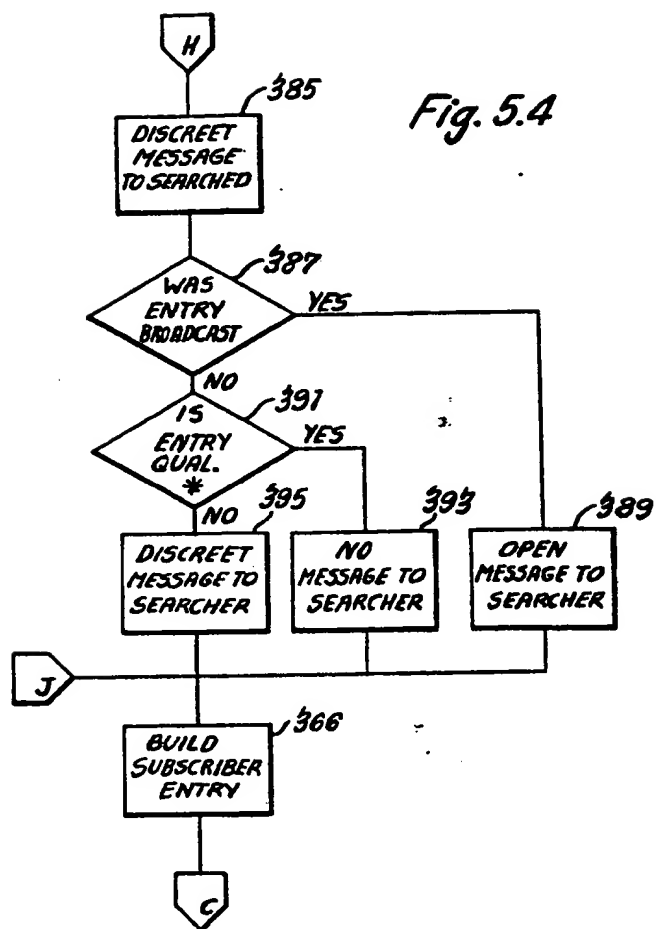 H
385
Fig. 5.4
DISCREET
MESSAGE
TO SEARCHED
387
WAS
ENTRY
BROADCAST
YES
NO
391
IS
ENTRY
QUAL.
*
YES
NO
395
393
389
DISCREET
MESSAGE TO
SEARCHER
NO
MESSAGE TO
SEARCHER
OPEN
MESSAGE TO
SEARCHER
J
366
BUILD
SUBSCRIBER
ENTRY
C